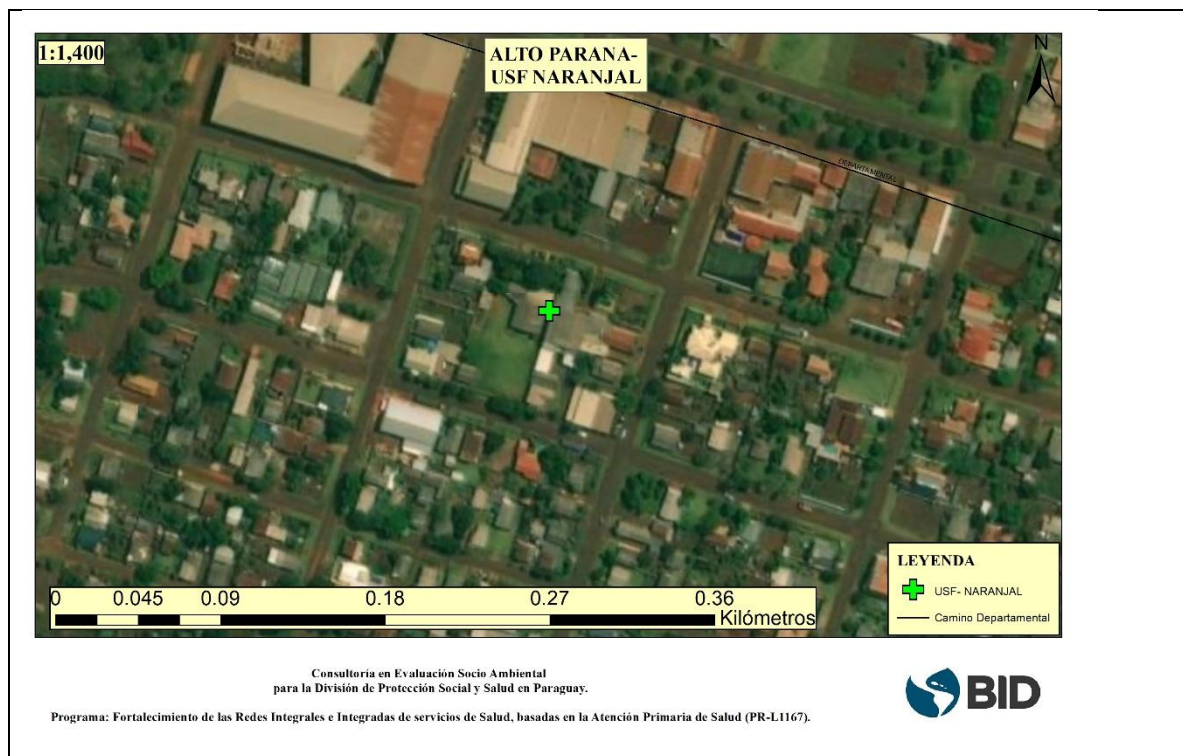 1:1,400
ALTO PARANA-
USF NARANJAL
N
DEPARTAMENTAL
LEYENDA
USF- NARANJAL
Camino Departamental
0 0.045 0.09 0.18 0.27 0.36
Kilómetros
Consultoría en Evaluación Socio Ambiental
para la División de Protección Social y Salud en Paraguay.
Programa: Fortalecimiento de las Redes Integrales e Integradas de servicios de Salud, basadas en la Atención Primaria de Salud (PR-L1167).
BID